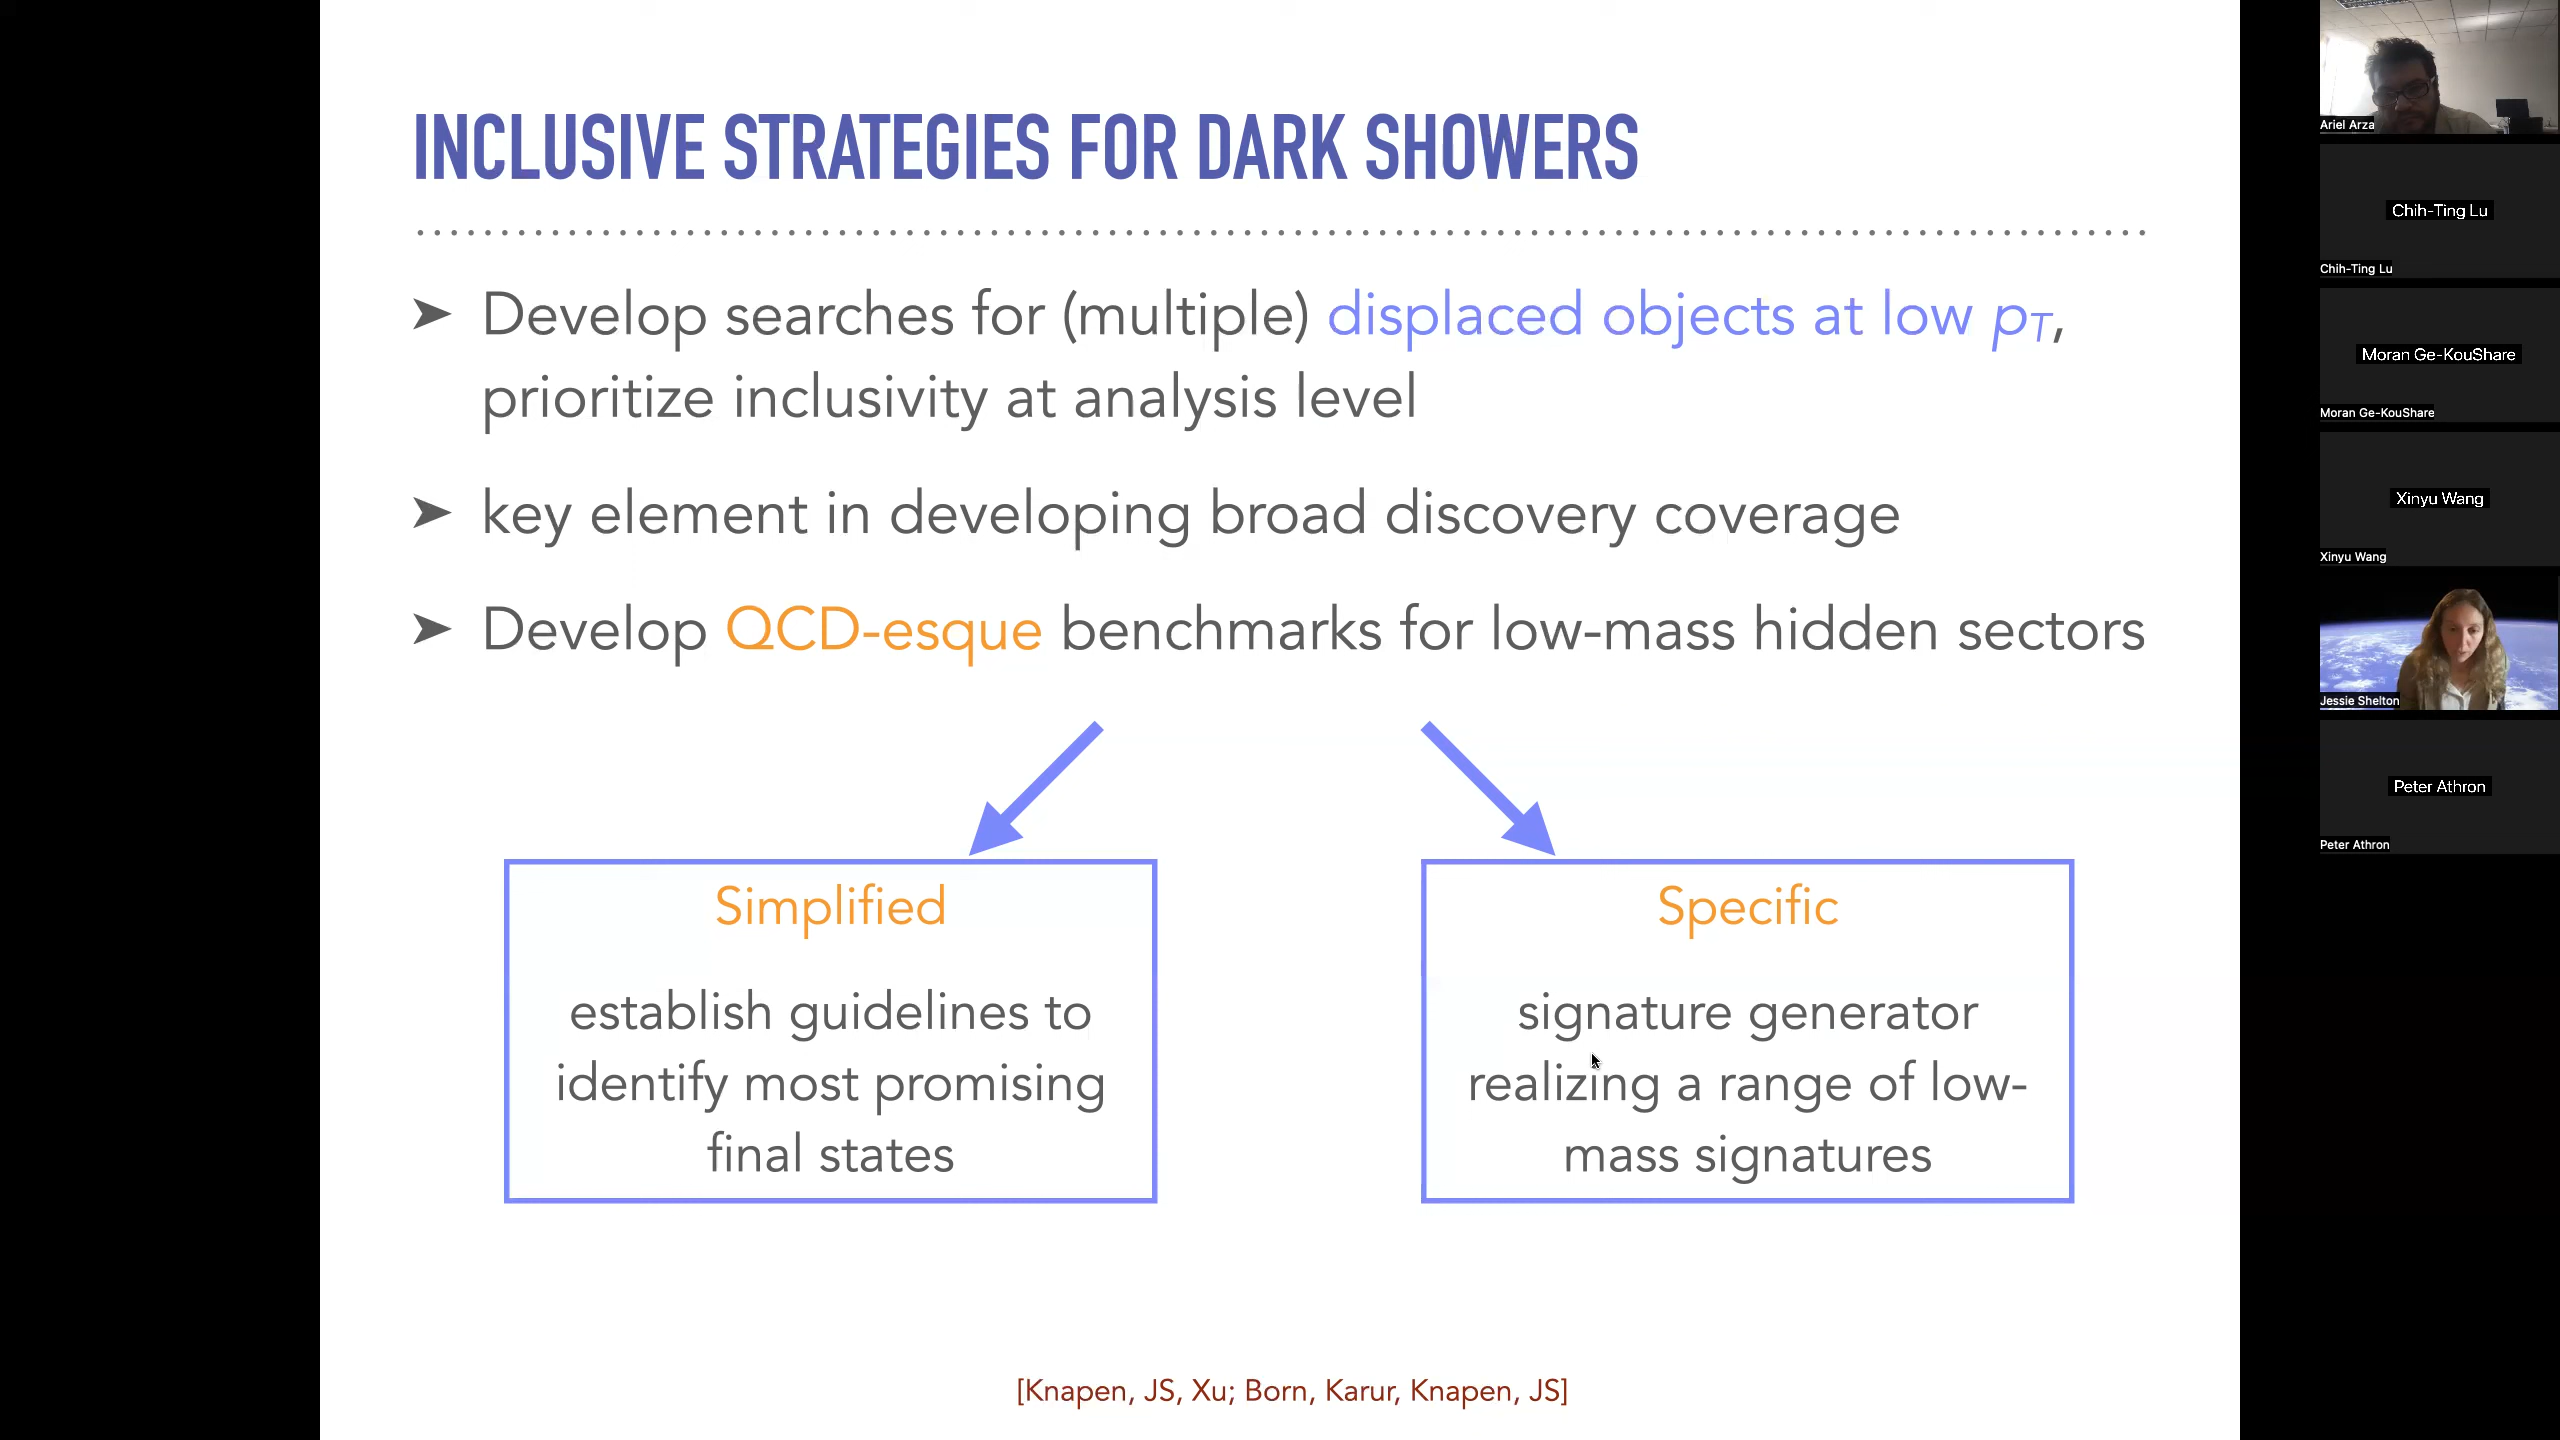 INCLUSIVE STRATEGIES FOR DARK SHOWERS
➤ Develop searches for (multiple) displaced objects at low pT,
prioritize inclusivity at analysis level
➤ key element in developing broad discovery coverage
➤ Develop QCD-esque benchmarks for low-mass hidden sectors
Simplified
establish guidelines to
identify most promising
final states
Specific
signature generator
realizing a range of low-
mass signatures
[Knapen, JS, Xu; Born, Karur, Knapen, JS]
Ariel Arza
Chih-Ting Lu
Chih-Ting Lu
Moran Ge-KouShare
Moran Ge-KouShare
Xinyu Wang
Xinyu Wang
Jessie Shelton
Peter Athron
Peter Athron